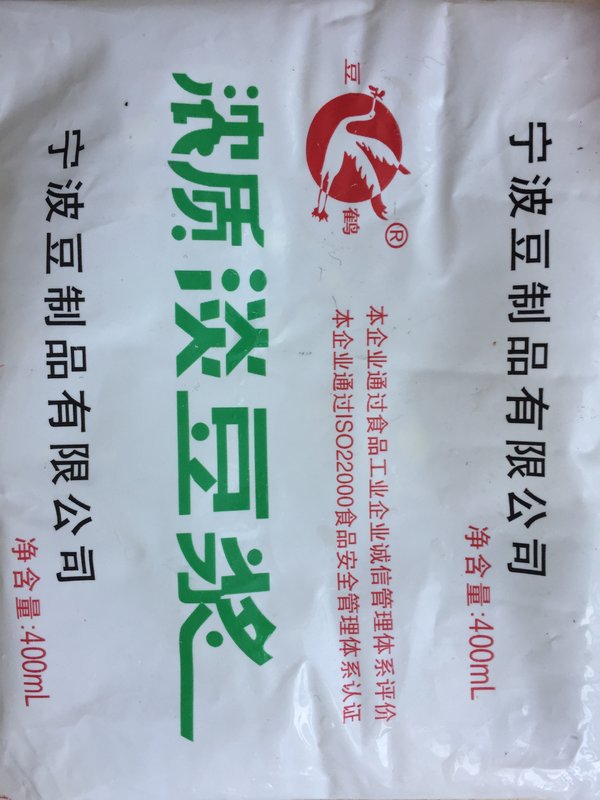 宁波豆制品有限公司
净含量:400mL
豆鹤®
本企业通过食品工业企业诚信管理体系评价
本企业通过ISO22000食品安全管理体系认证
浓质淡豆浆
宁波豆制品有限公司
净含量:400mL